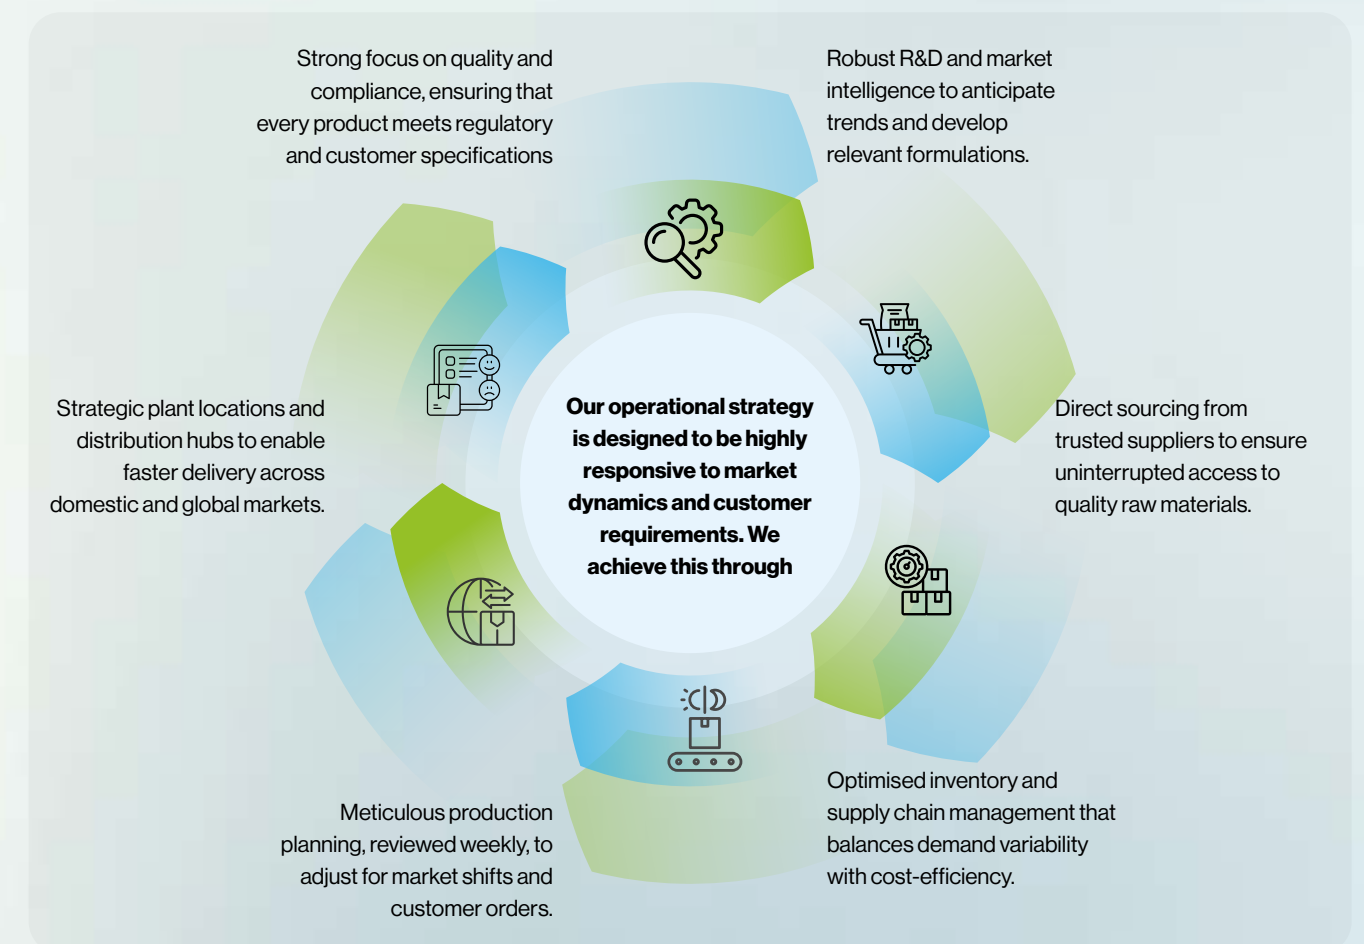 Strong focus on quality and
compliance, ensuring that
every product meets regulatory
and customer specifications
Robust R&D and market
intelligence to anticipate
trends and develop
relevant formulations.
Strategic plant locations and
distribution hubs to enable
faster delivery across
domestic and global markets.
Our operational strategy
is designed to be highly
responsive to market
dynamics and customer
requirements. We
achieve this through
Direct sourcing from
trusted suppliers to ensure
uninterrupted access to
quality raw materials.
Meticulous production
planning, reviewed weekly, to
adjust for market shifts and
customer orders.
Optimised inventory and
supply chain management that
balances demand variability
with cost-efficiency.